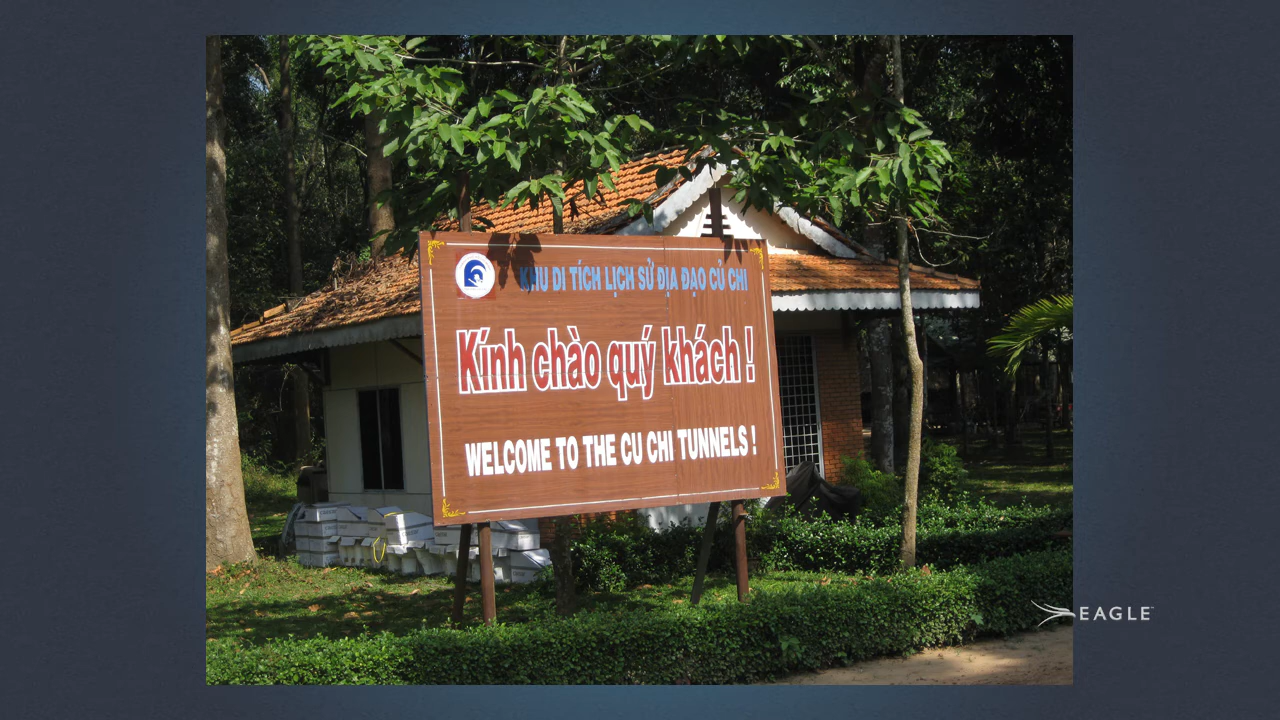 KHU DI TÍCH LỊCH SỬ ĐỊA ĐẠO CỦ CHI
Kính chào quý khách !
WELCOME TO THE CU CHI TUNNELS !
EAGLE